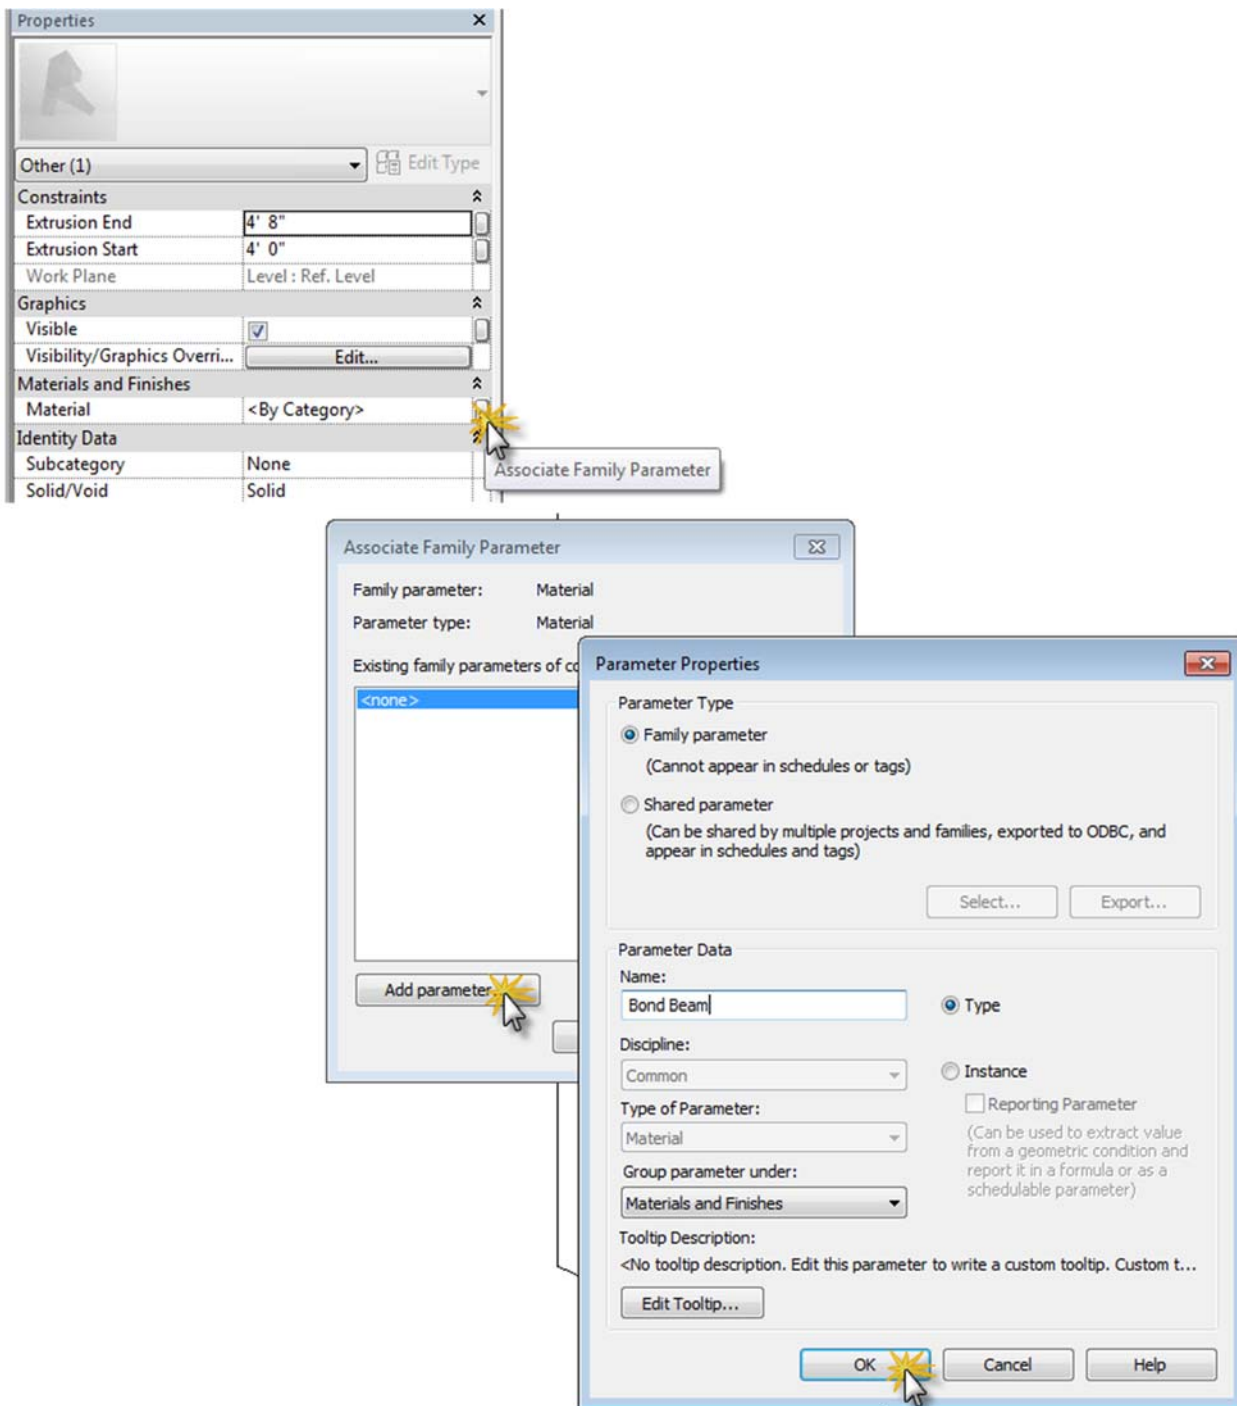 Properties
Other (1)
Edit Type
Constraints
Extrusion End 4' 8"
Extrusion Start 4' 0"
Work Plane Level : Ref. Level
Graphics
Visible
Visibility/Graphics Overri... Edit...
Materials and Finishes
Material <By Category>
Identity Data
Subcategory None
Solid/Void Solid
Associate Family Parameter
Associate Family Parameter
Family parameter: Material
Parameter type: Material
Existing family parameters of
<none>
Add parameter
Parameter Properties
Parameter Type
Family parameter
(Cannot appear in schedules or tags)
Shared parameter
(Can be shared by multiple projects and families, exported to ODBC, and
appear in schedules and tags)
Select... Export...
Parameter Data
Name:
Bond Beam
Type
Discipline:
Common
Instance
Reporting Parameter
(Can be used to extract value
from a geometric condition and
report it in a formula or as a
schedulable parameter)
Type of Parameter:
Material
Group parameter under:
Materials and Finishes
Tooltip Description:
<No tooltip description. Edit this parameter to write a custom tooltip. Custom t...
Edit Tooltip...
OK Cancel Help